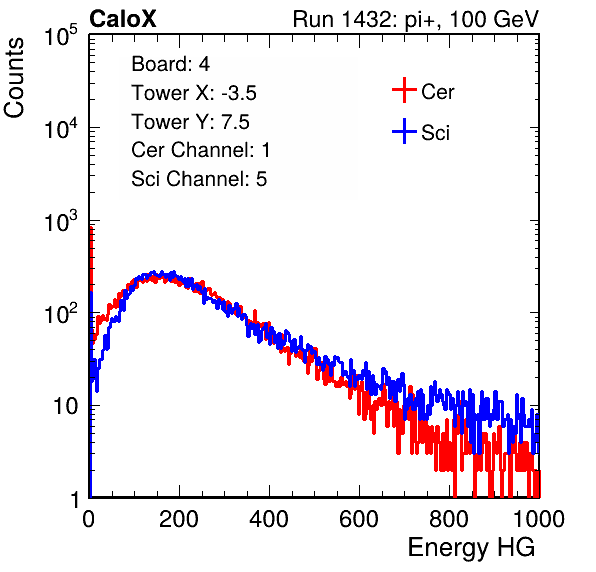 CaloX Run 1432: pi+, 100 GeV
Counts
Board: 4
Tower X: -3.5
Tower Y: 7.5
Cer Channel: 1
Sci Channel: 5
Cer
Sci
10^5
10^4
10^3
10^2
10
1
0 200 400 600 800 1000
Energy HG